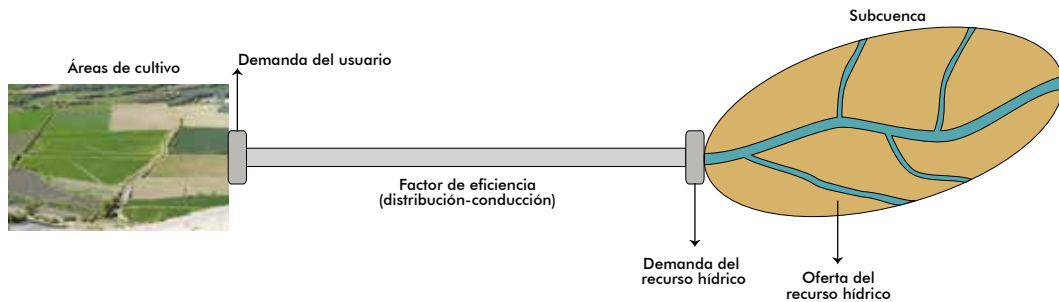 Subcuenca
Demanda del usuario
Áreas de cultivo
Factor de eficiencia
(distribución-conducción)
Demanda del
recurso hídrico
Oferta del
recurso hídrico